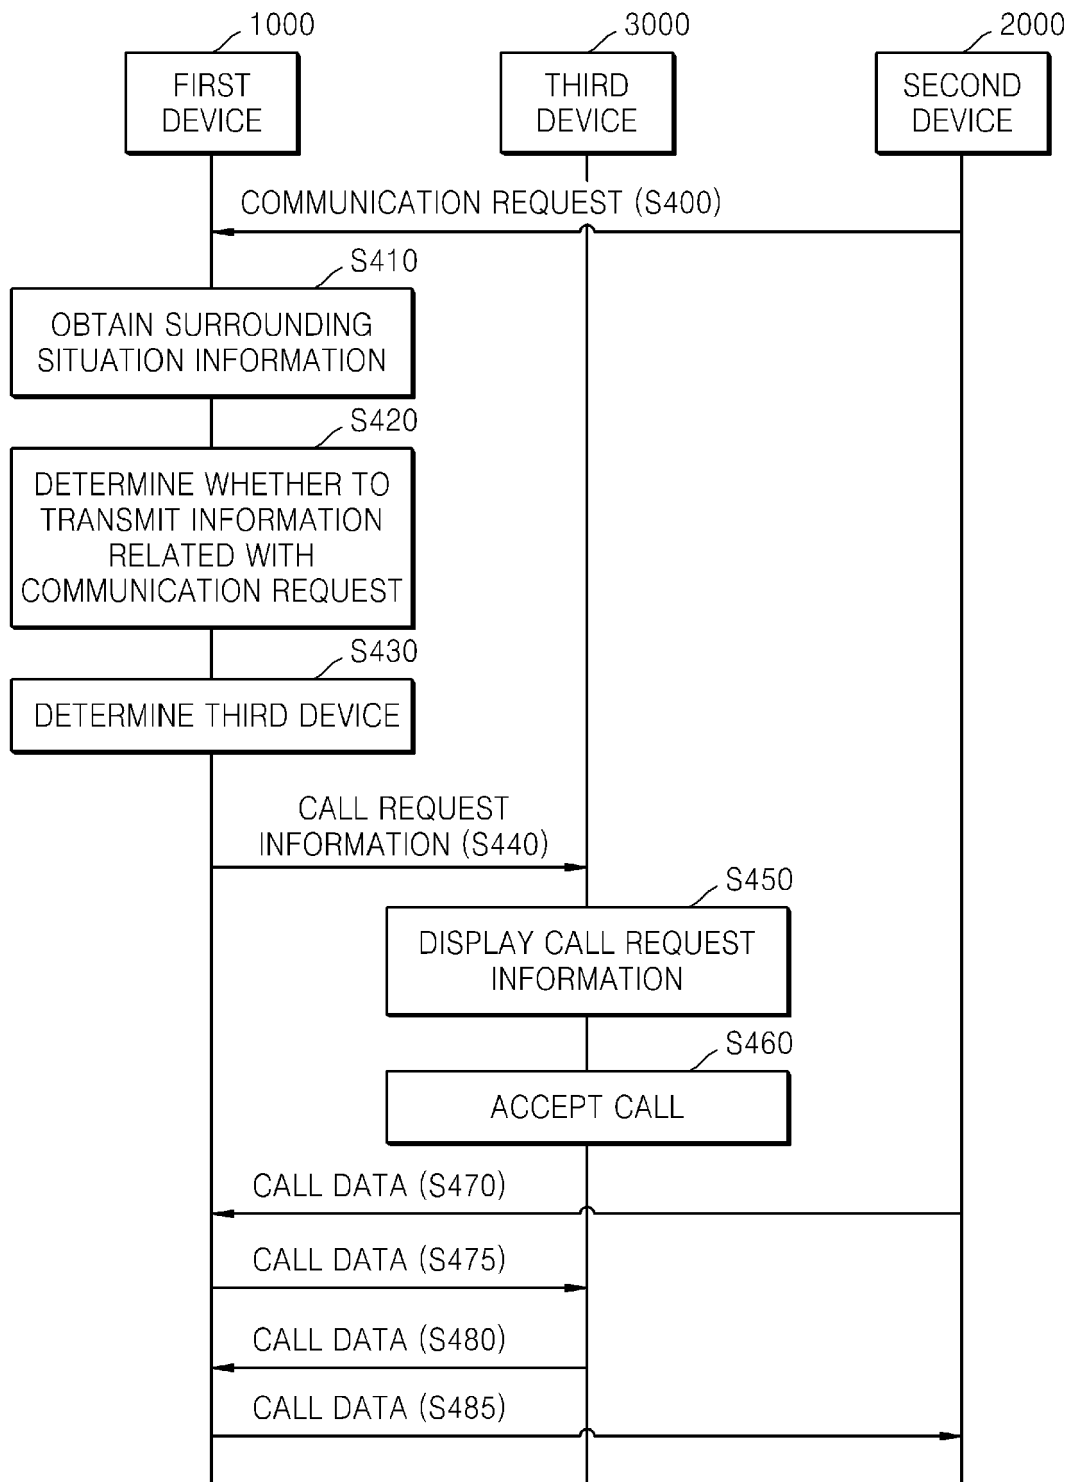 1000
3000
2000
FIRST
DEVICE
THIRD
DEVICE
SECOND
DEVICE
COMMUNICATION REQUEST (S400)
S410
OBTAIN SURROUNDING
SITUATION INFORMATION
S420
DETERMINE WHETHER TO
TRANSMIT INFORMATION
RELATED WITH
COMMUNICATION REQUEST
S430
DETERMINE THIRD DEVICE
CALL REQUEST
INFORMATION (S440)
S450
DISPLAY CALL REQUEST
INFORMATION
S460
ACCEPT CALL
CALL DATA (S470)
CALL DATA (S475)
CALL DATA (S480)
CALL DATA (S485)